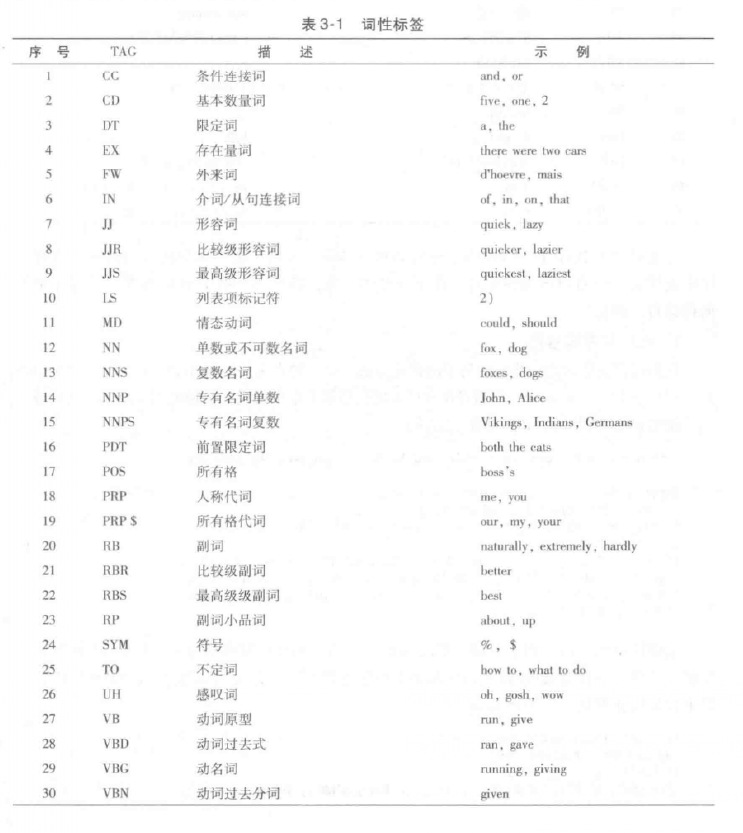 表3-1 词性标签
序 号 TAG 描 述 示 例
1 CC 条件连接词 and, or
2 CD 基本数量词 five, one, 2
3 DT 限定词 a, the
4 EX 存在量词 there were two cars
5 FW 外来词 d'hoevre, mais
6 IN 介词/从句连接词 of, in, on, that
7 JJ 形容词 quick, lazy
8 JJR 比较级形容词 quicker, lazier
9 JJS 最高级形容词 quickest, laziest
10 LS 列表项标记符 2)
11 MD 情态动词 could, should
12 NN 单数或不可数名词 fox, dog
13 NNS 复数名词 foxes, dogs
14 NNP 专有名词单数 John, Alice
15 NNPS 专有名词复数 Vikings, Indians, Germans
16 PDT 前置限定词 both the cats
17 POS 所有格 boss's
18 PRP 人称代词 me, you
19 PRP $ 所有格代词 our, my, your
20 RB 副词 naturally, extremely, hardly
21 RBR 比较级副词 better
22 RBS 最高级级副词 best
23 RP 副词小品词 about, up
24 SYM 符号 %, $
25 TO 不定词 how to, what to do
26 UH 感叹词 oh, gosh, wow
27 VB 动词原型 run, give
28 VBD 动词过去式 ran, gave
29 VBG 动名词 running, giving
30 VBN 动词过去分词 given